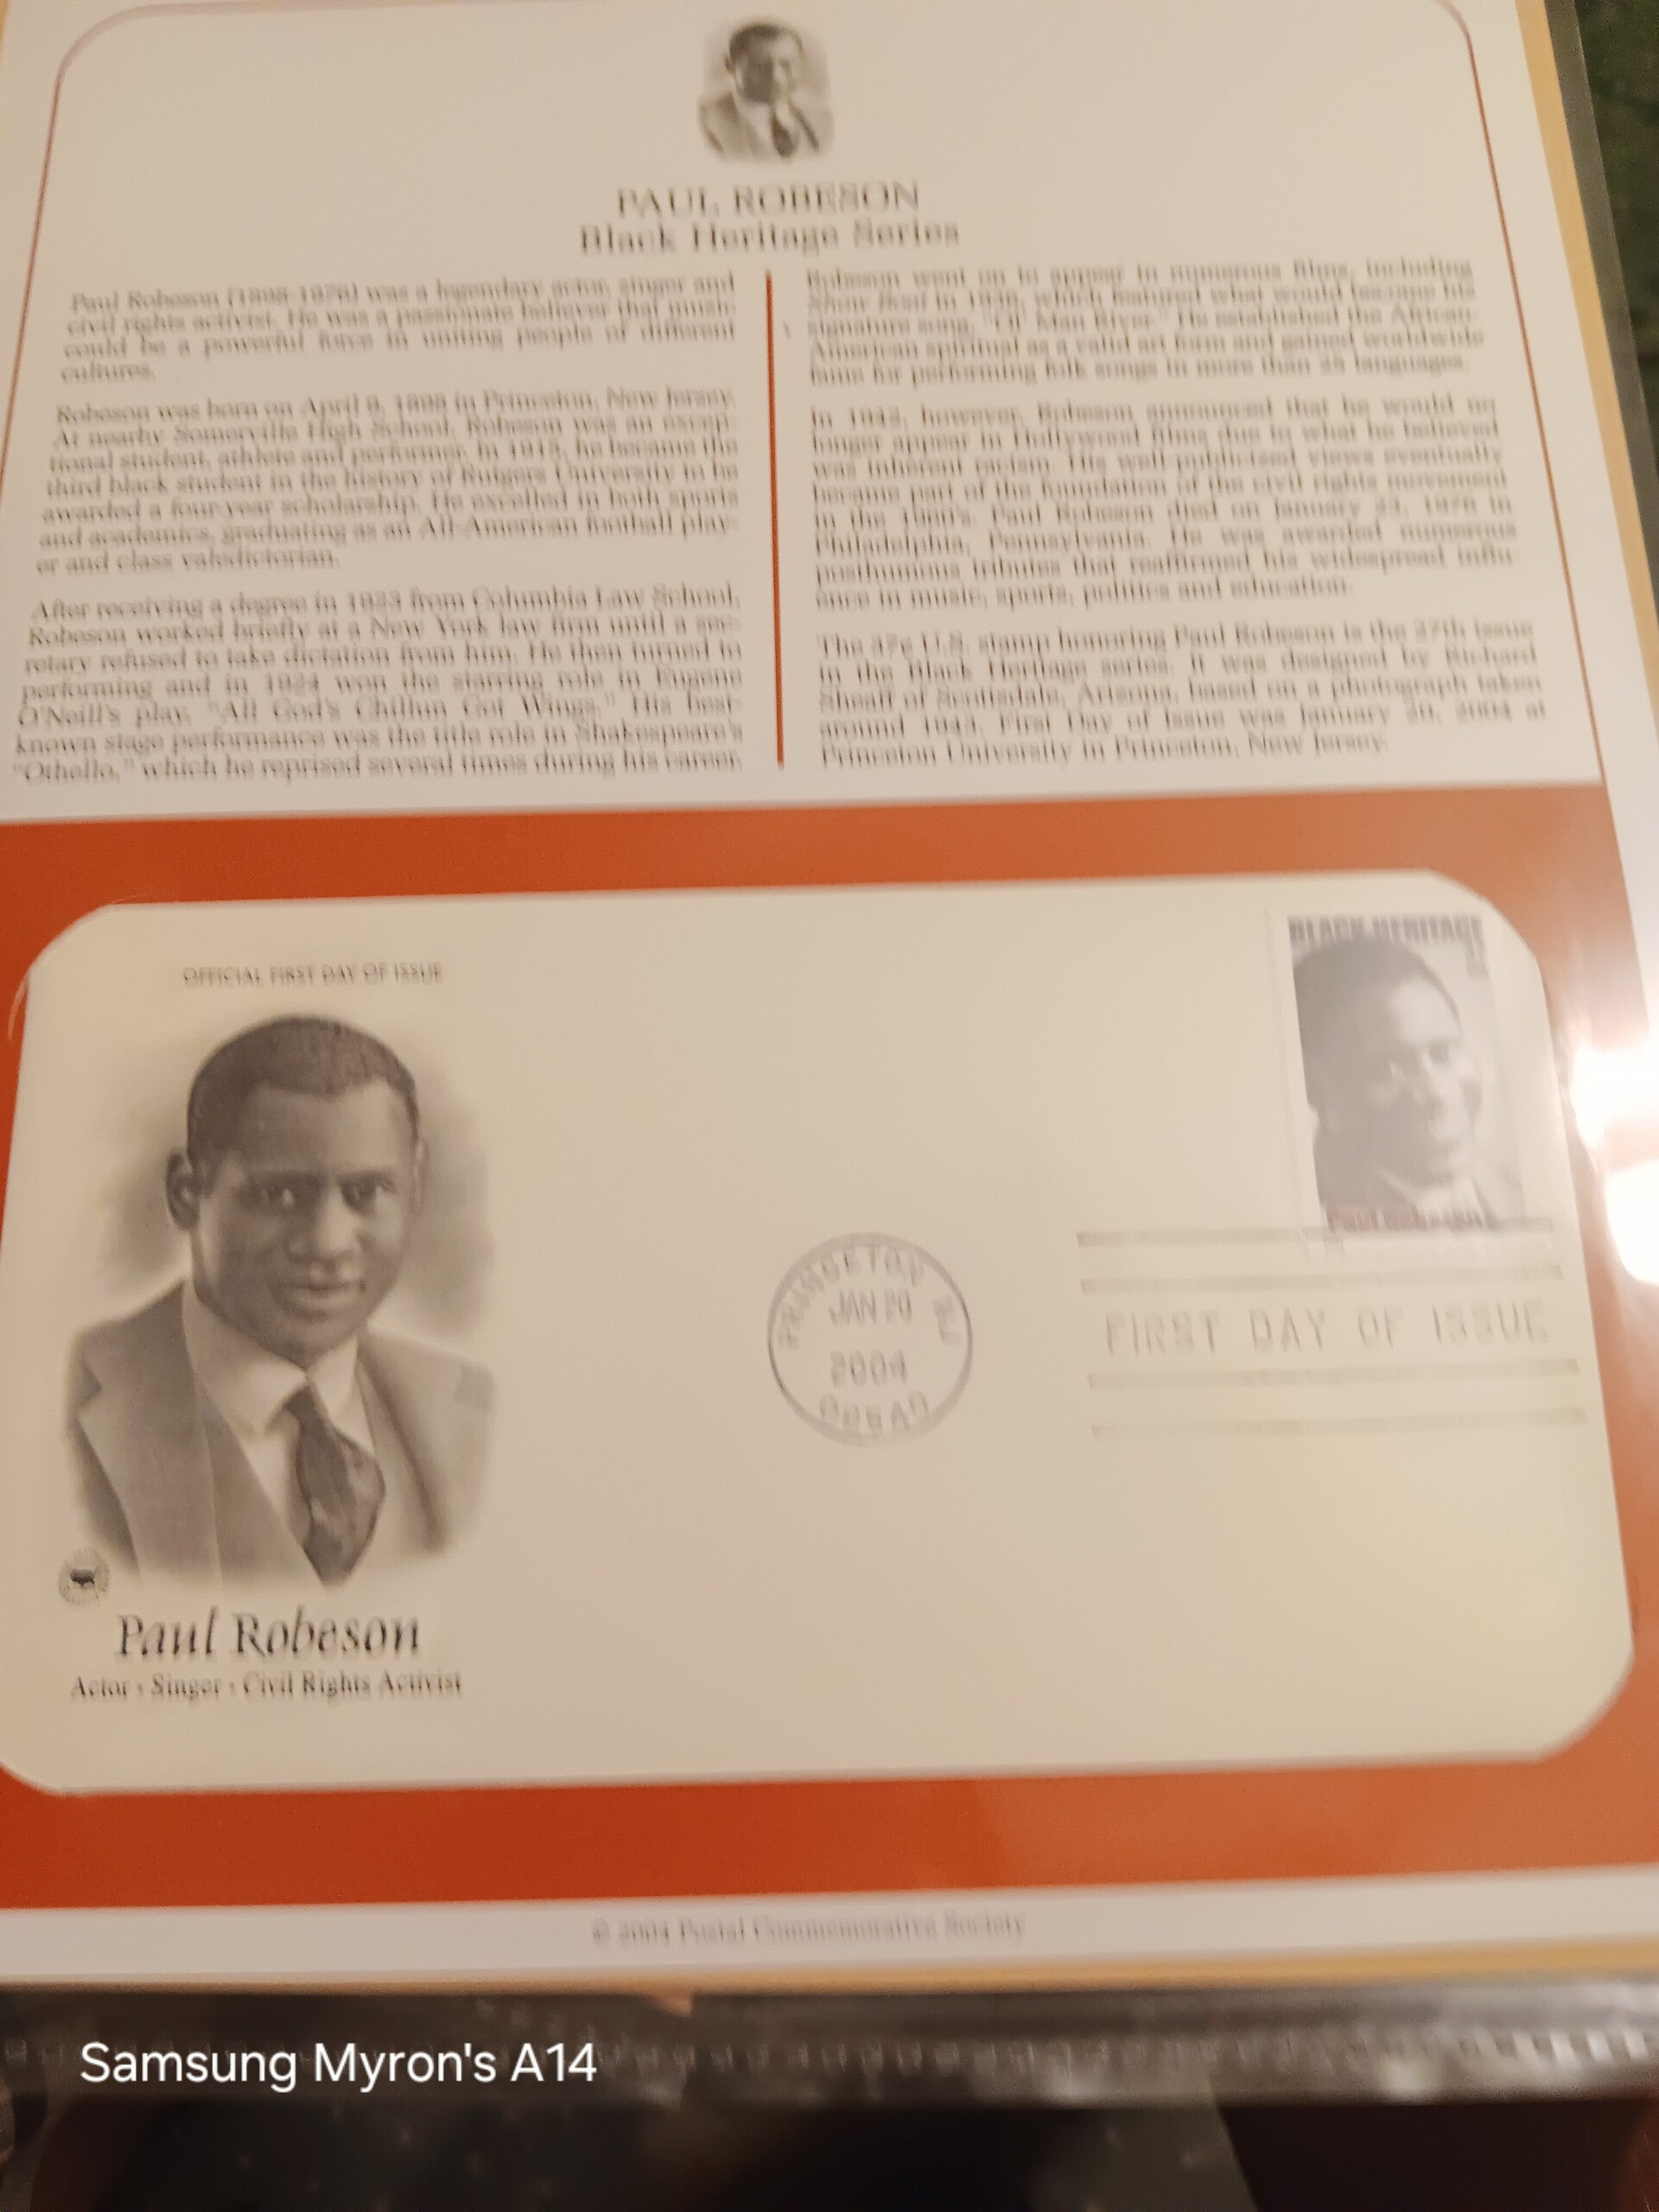 PAUL ROBESON
Black Heritage Series
Paul Robeson (1898-1976) was a legendary actor, singer and
civil rights activist. He was a passionate believer that music
could be a powerful force in uniting people of different
cultures.
Robeson was born on April 9, 1898 in Princeton, New Jersey.
At nearby Somerville High School, Robeson was an excep-
tional student, athlete and performer. In 1915, he became the
third black student in the history of Rutgers University to be
awarded a four-year scholarship. He excelled in both sports
and academics, graduating as an All-American football play-
er and class valedictorian.
After receiving a degree in 1923 from Columbia Law School,
Robeson worked briefly at a New York law firm until a sec-
retary refused to take dictation from him. He then turned to
performing and in 1924 won the starring role in Eugene
O'Neill's play, "All God's Chillun Got Wings." His best-
known stage performance was the title role in Shakespeare's
"Othello," which he reprised several times during his career.
Robeson went on to appear in numerous films, including
Show Boat in which featured what would become his
signature song, "Ol' Man River." He established the African-
American spiritual as a valid art form and gained worldwide
fame for performing folk songs in more than 25 languages.
In however, Robeson announced that he would no
longer appear in Hollywood films due to what he believed
was inherent racism. His well-publicized views eventually
became part of the foundation of the civil rights movement
in the Paul Robeson died on January 23, 1976 in
Philadelphia, Pennsylvania. He was awarded numerous
posthumous tributes that reaffirmed his widespread influ-
ence in music, sports, politics and education.
The 37¢ U.S. stamp honoring Paul Robeson is the 27th issue
in the Black Heritage series. It was designed by Richard
Sheaff of Scottsdale, Arizona, based on a photograph taken
around 1943. First Day of Issue was January 20, 2004 at
Princeton University in Princeton, New Jersey.
OFFICIAL FIRST DAY OF ISSUE
BLACK HERITAGE
Paul Robeson
PRINCETON NJ
JAN 20
2004
FIRST DAY OF ISSUE
Paul Robeson
Actor • Singer • Civil Rights Activist
© 2004 Postal Commemorative Society
Samsung Myron's A14